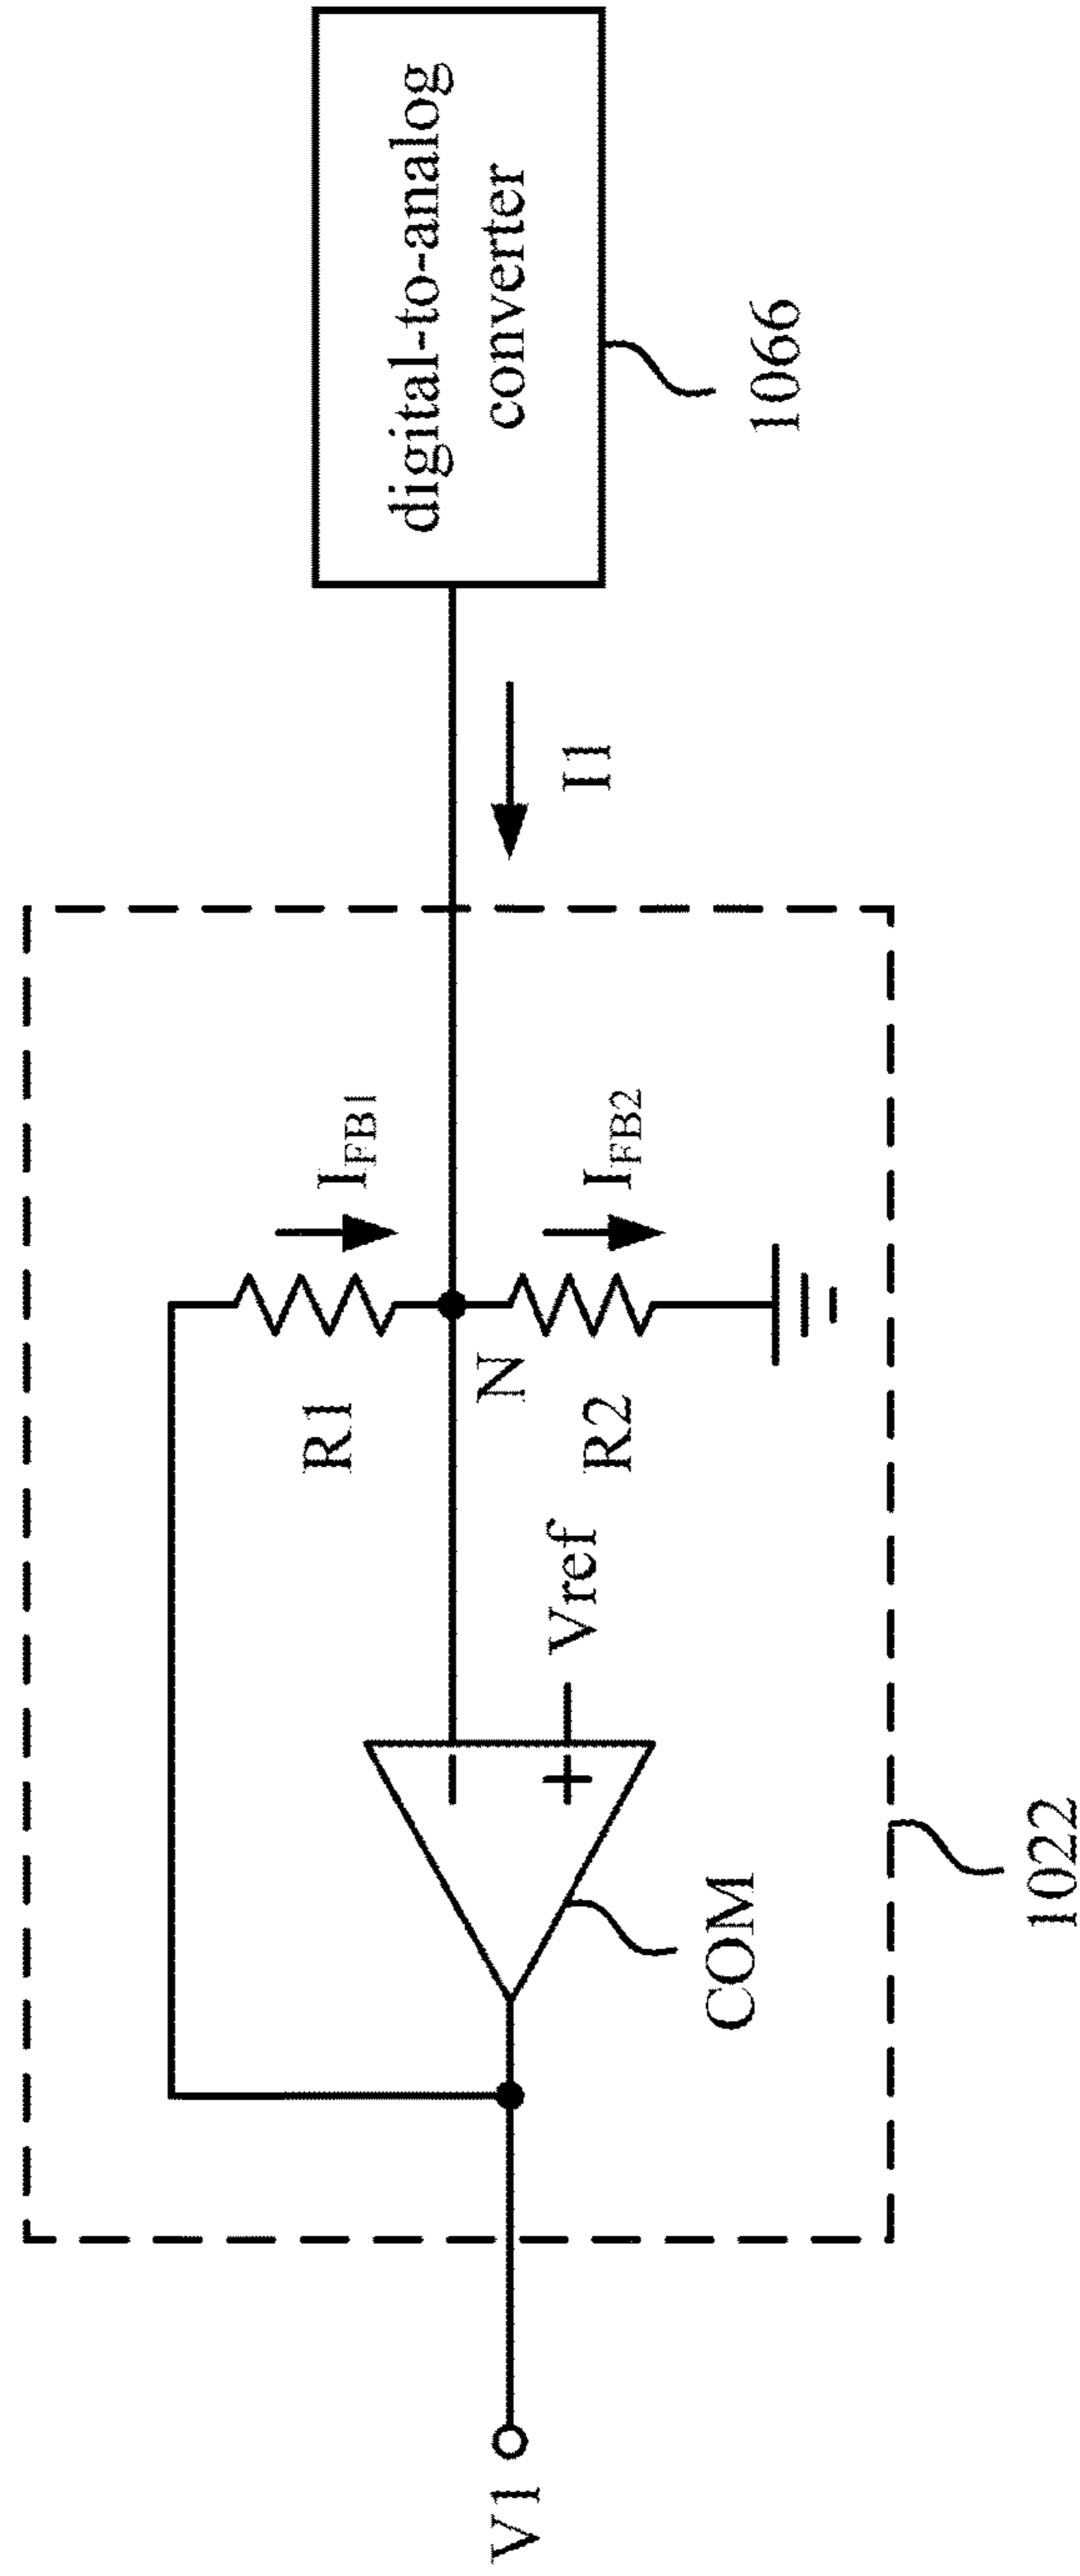 V1
COM
1022
Vref
R1
N
R2
IFB1
IFB2
I1
digital-to-analog
converter
1066